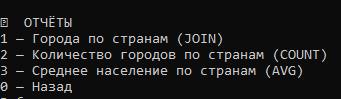 ОТЧЁТЫ
1 — Города по странам (JOIN)
2 — Количество городов по странам (COUNT)
3 — Среднее население по странам (AVG)
0 — Назад